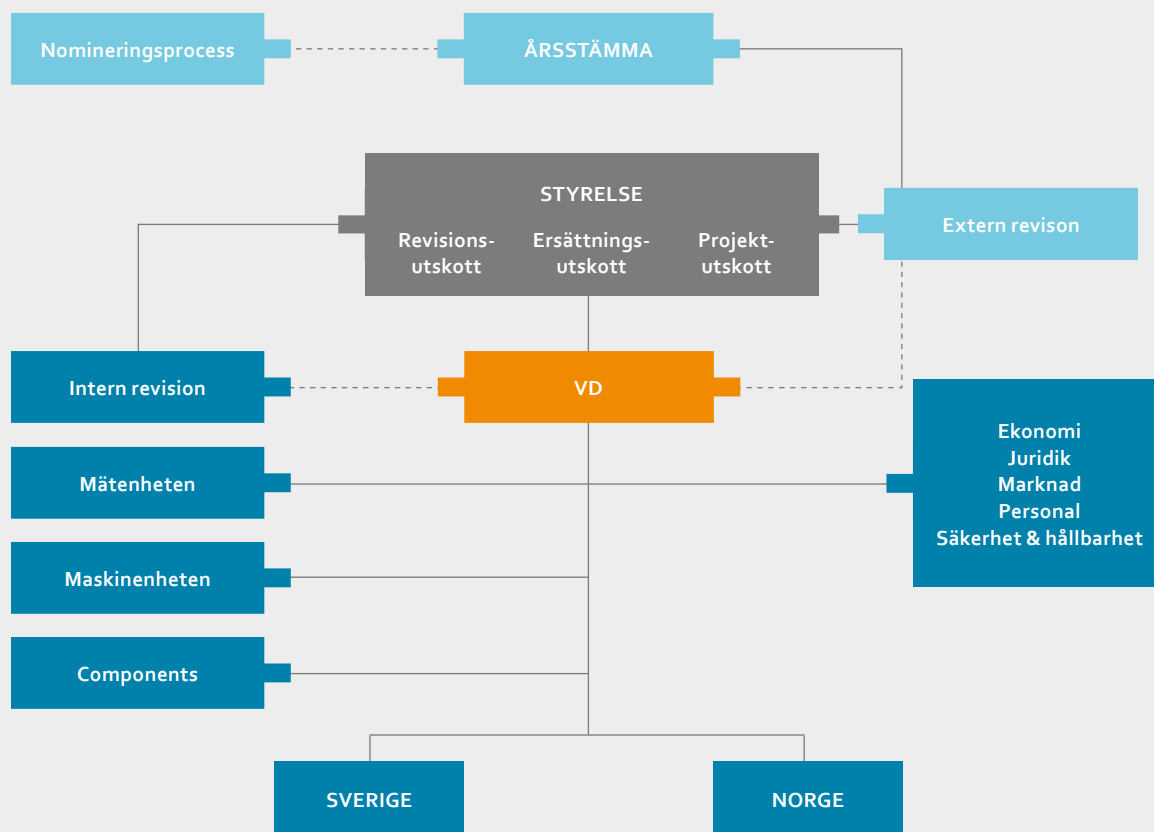 Nomineringsprocess
ÅRSSTÄMMA
STYRELSE
Revisions-
utskott
Ersättnings-
utskott
Projekt-
utskott
Extern revison
Intern revision
VD
Mätenheten
Ekonomi
Juridik
Marknad
Personal
Säkerhet & hållbarhet
Maskinenheten
Components
SVERIGE
NORGE